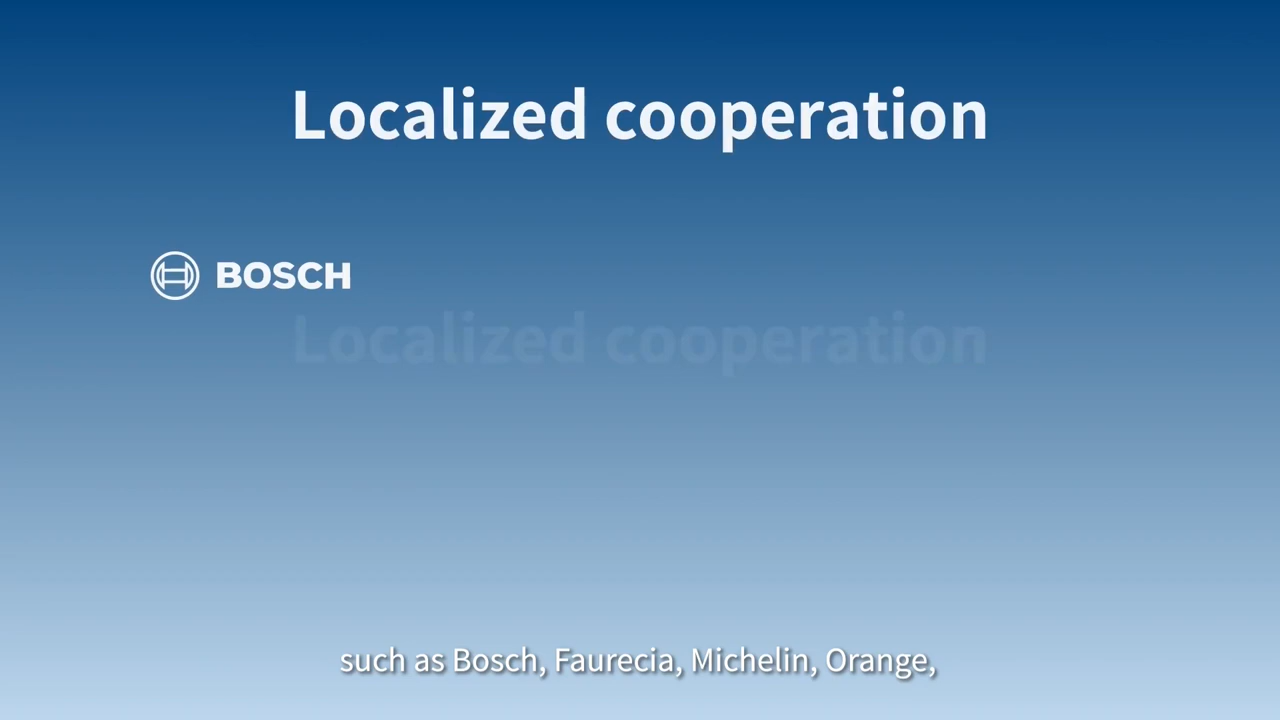 Localized cooperation
BOSCH
Localized cooperation
such as Bosch, Faurecia, Michelin, Orange,